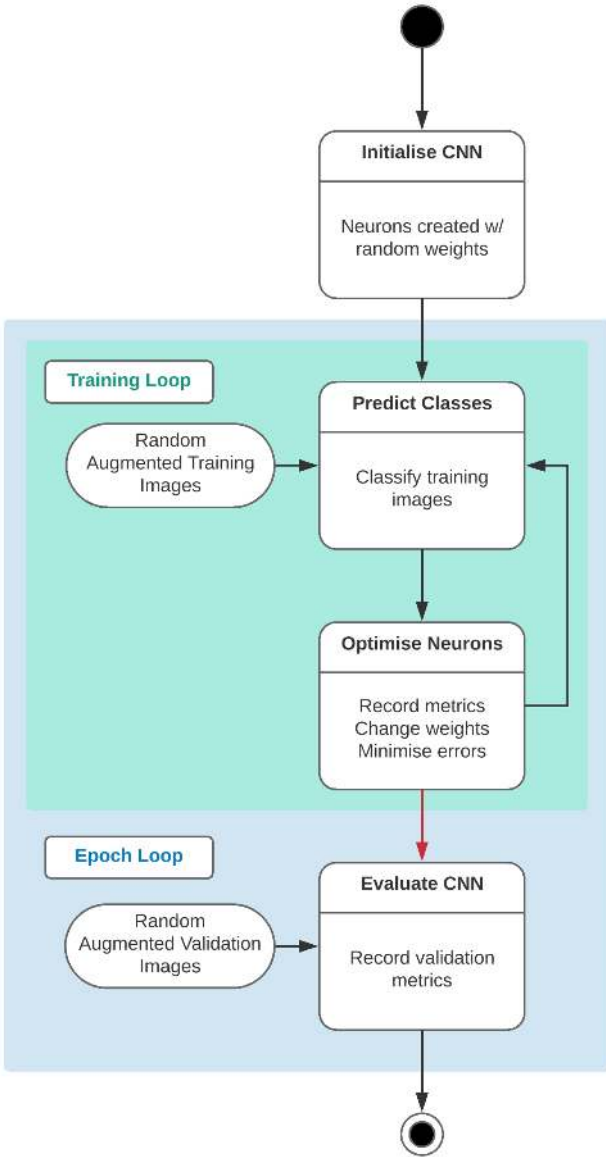 Initialise CNN
Neurons created w/
random weights
Training Loop
Predict Classes
Random
Augmented Training
Images
Classify training
images
Optimise Neurons
Record metrics
Change weights
Minimise errors
Epoch Loop
Evaluate CNN
Random
Augmented Validation
Images
Record validation
metrics